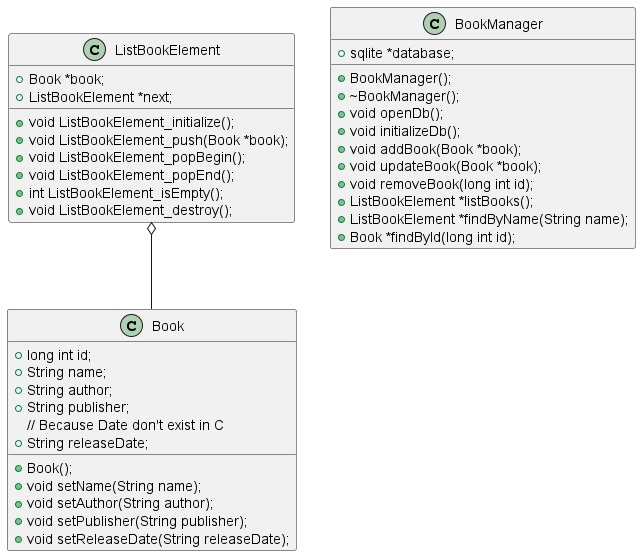 C ListBookElement
Book *book;
ListBookElement *next;
void ListBookElement_initialize();
void ListBookElement_push(Book *book);
void ListBookElement_popBegin();
void ListBookElement_popEnd();
int ListBookElement_isEmpty();
void ListBookElement_destroy();
C BookManager
sqlite *database;
BookManager();
~BookManager();
void openDb();
void initializeDb();
void addBook(Book *book);
void updateBook(Book *book);
void removeBook(long int id);
ListBookElement *listBooks();
ListBookElement *findByName(String name);
Book *findById(long int id);
C Book
long int id;
String name;
String author;
String publisher;
// Because Date don't exist in C
String releaseDate;
Book();
void setName(String name);
void setAuthor(String author);
void setPublisher(String publisher);
void setReleaseDate(String releaseDate);